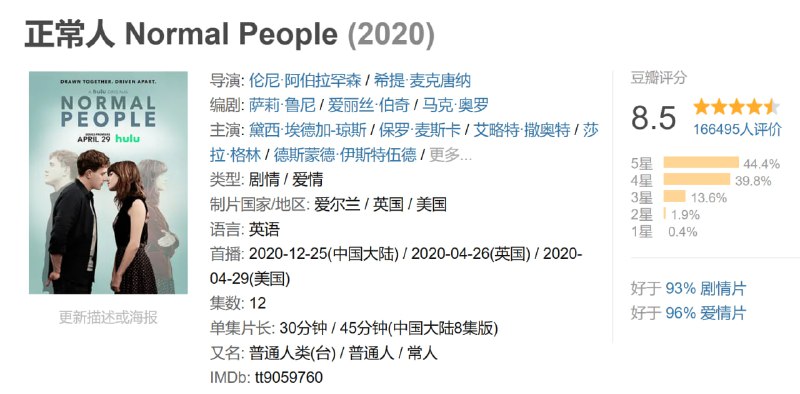 正常人 Normal People (2020)
DRAWN TOGETHER. DRIVEN APART.
a hulu ORIGINAL
NORMAL
PEOPLE
SERIES PREMIERE
APRIL 29 hulu
更新描述或海报
导演: 伦尼·阿伯拉罕森 / 希提·麦克唐纳
编剧: 萨莉·鲁尼 / 爱丽丝·伯奇 / 马克·奥罗
主演: 黛西·埃德加-琼斯 / 保罗·麦斯卡 / 艾略特·撒奥特 / 莎
拉·格林 / 德斯蒙德·伊斯特伍德 / 更多...
类型: 剧情 / 爱情
制片国家/地区: 爱尔兰 / 英国 / 美国
语言: 英语
首播: 2020-12-25(中国大陆) / 2020-04-26(英国) / 2020-
04-29(美国)
集数: 12
单集片长: 30分钟 / 45分钟(中国大陆8集版)
又名: 普通人类(台) / 普通人 / 常人
IMDb: tt9059760
豆瓣评分
8.5
166495人评价
5星 44.4%
4星 39.8%
3星 13.6%
2星 1.9%
1星 0.4%
好于 93% 剧情片
好于 96% 爱情片